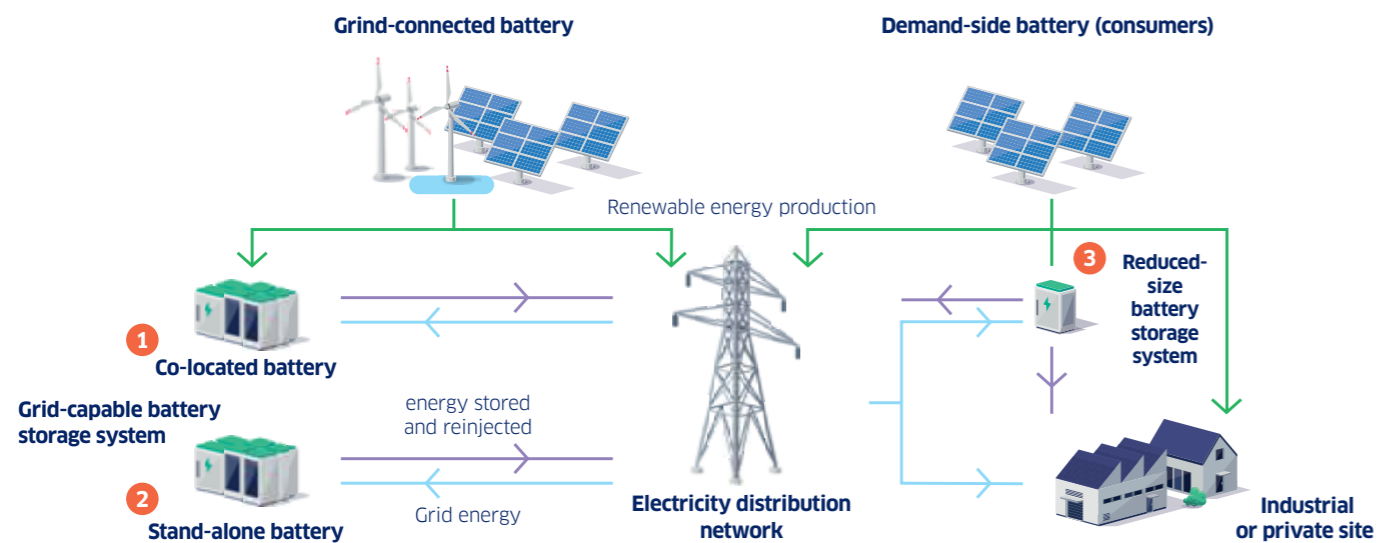 Grind-connected battery
Demand-side battery (consumers)
Renewable energy production
3
Reduced-
size
battery
storage
system
1
Co-located battery
Grid-capable battery
storage system
energy stored
and reinjected
2
Stand-alone battery
Grid energy
Electricity distribution
network
Industrial
or private site